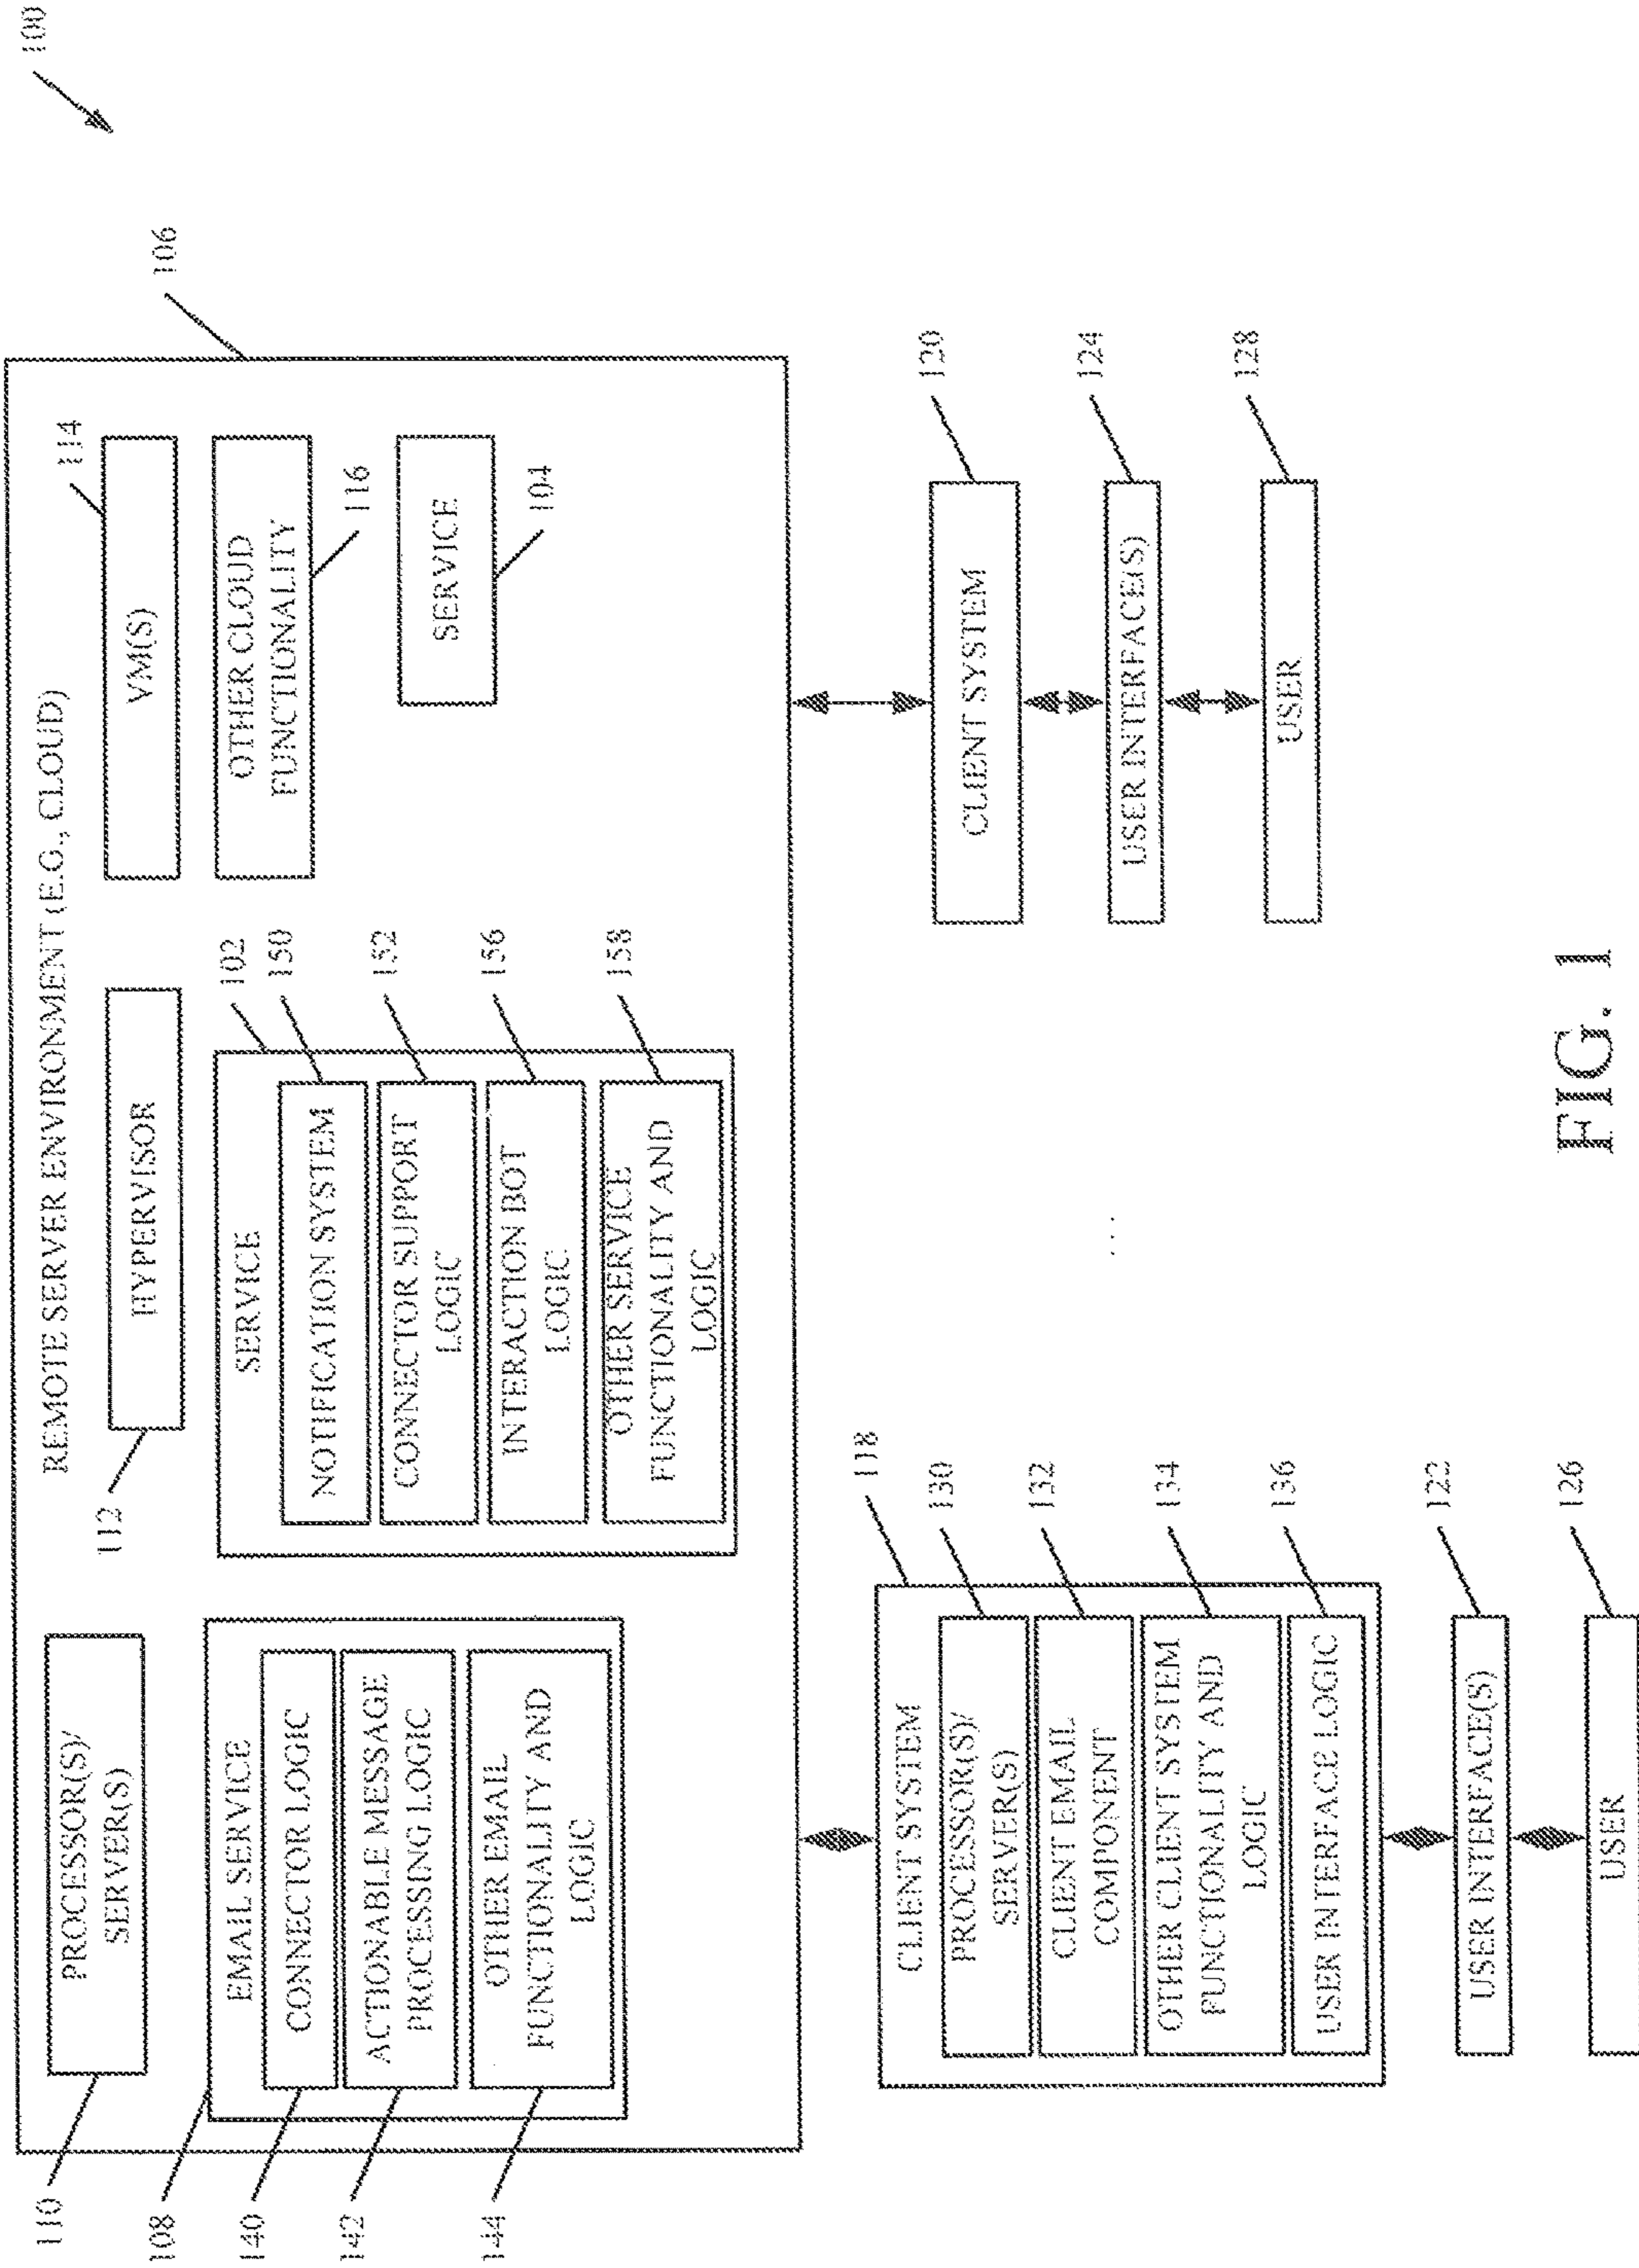 100
REMOTE SERVER ENVIRONMENT (E.G., CLOUD)
106
110
PROCESSOR(S)/
SERVER(S)
112
HYPERVISOR
114
VM(S)
OTHER CLOUD
FUNCTIONALITY
116
SERVICE
104
108
EMAIL SERVICE
140
CONNECTOR LOGIC
142
ACTIONABLE MESSAGE
PROCESSING LOGIC
144
OTHER EMAIL
FUNCTIONALITY AND
LOGIC
102
SERVICE
150
NOTIFICATION SYSTEM
152
CONNECTOR SUPPORT
LOGIC
156
INTERACTION BOT
LOGIC
158
OTHER SERVICE
FUNCTIONALITY AND
LOGIC
118
CLIENT SYSTEM
130
PROCESSOR(S)/
SERVER(S)
132
CLIENT EMAIL
COMPONENT
134
OTHER CLIENT SYSTEM
FUNCTIONALITY AND
LOGIC
136
USER INTERFACE LOGIC
122
USER INTERFACE(S)
126
USER
...
120
CLIENT SYSTEM
124
USER INTERFACE(S)
128
USER
FIG. 1